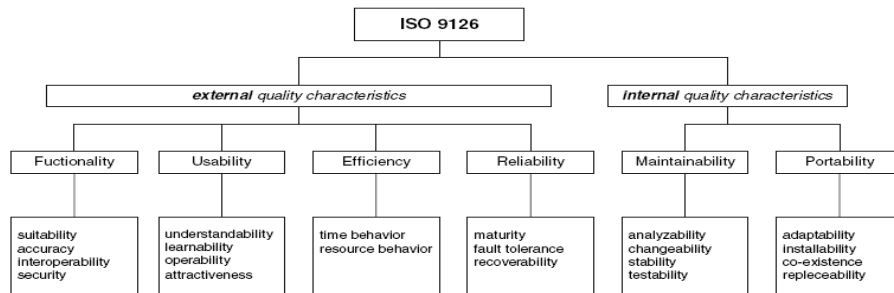 ISO 9126
external quality characteristics
internal quality characteristics
Fuctionality
Usability
Efficiency
Reliability
Maintainability
Portability
suitability
accuracy
interoperability
security
understandability
learnability
operability
attractiveness
time behavior
resource behavior
maturity
fault tolerance
recoverability
analyzability
changeability
stability
testability
adaptability
installability
co-existence
repleceability